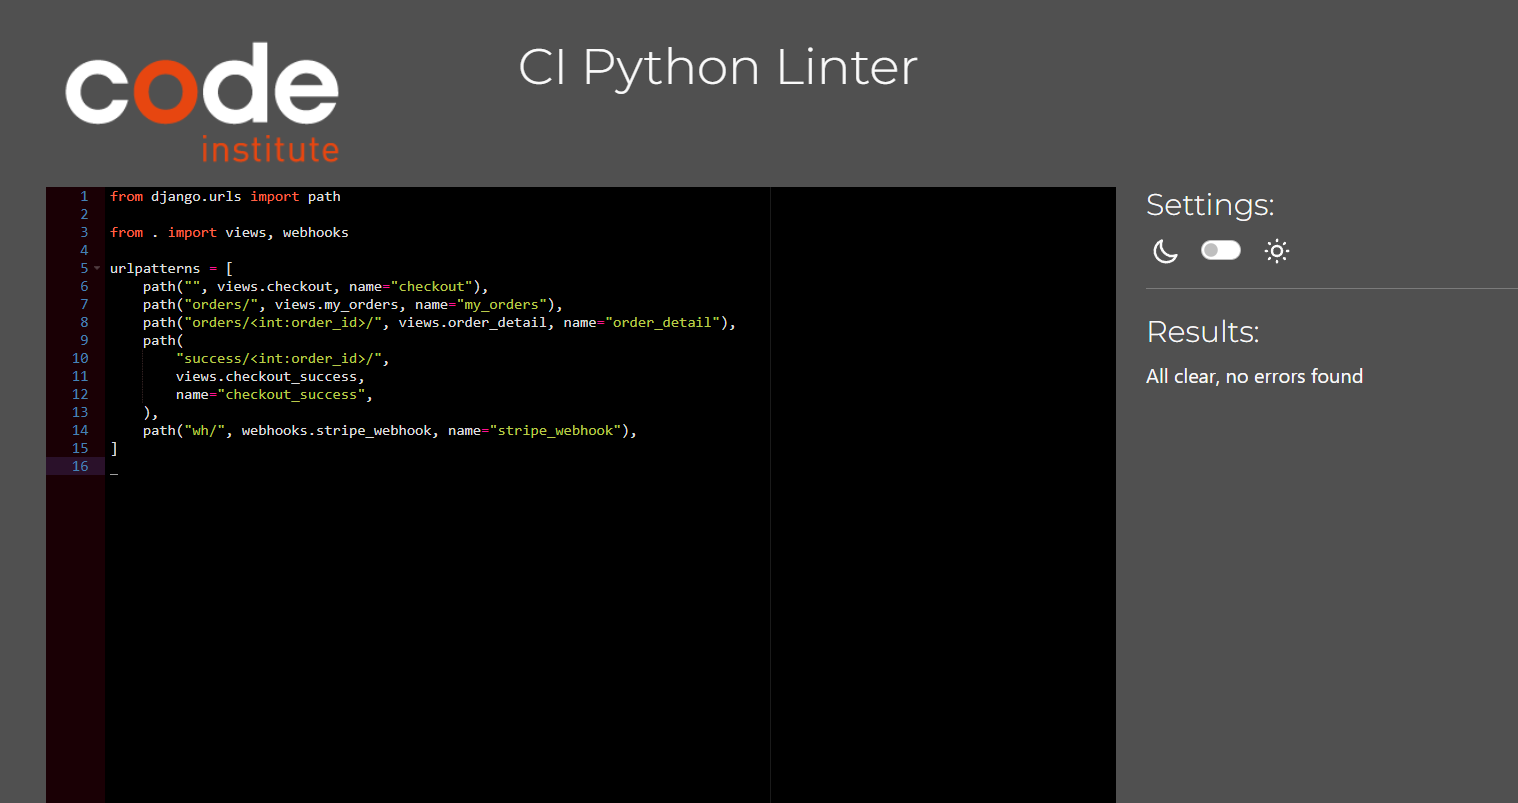 code
institute
CI Python Linter
1 from django.urls import path
2
3 from . import views, webhooks
4
5 urlpatterns = [
6     path("", views.checkout, name="checkout"),
7     path("orders/", views.my_orders, name="my_orders"),
8     path("orders/<int:order_id>/", views.order_detail, name="order_detail"),
9     path(
10         "success/<int:order_id>/",
11         views.checkout_success,
12         name="checkout_success",
13     ),
14     path("wh/", webhooks.stripe_webhook, name="stripe_webhook"),
15 ]
16
Settings:
Results:
All clear, no errors found